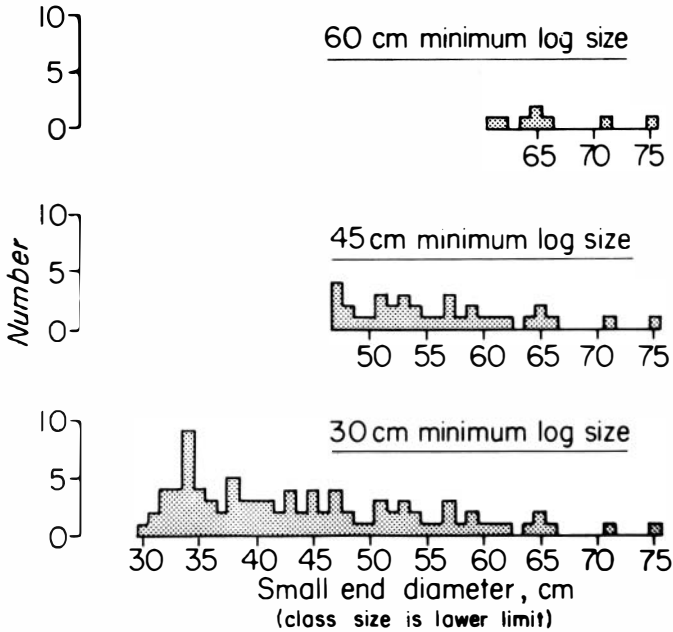 10
5
0
60 cm minimum log size
65 70 75
10
5
0
Number
45 cm minimum log size
50 55 60 65 70 75
10
5
0
30 cm minimum log size
30 35 40 45 50 55 60 65 70 75
Small end diameter, cm
(class size is lower limit)